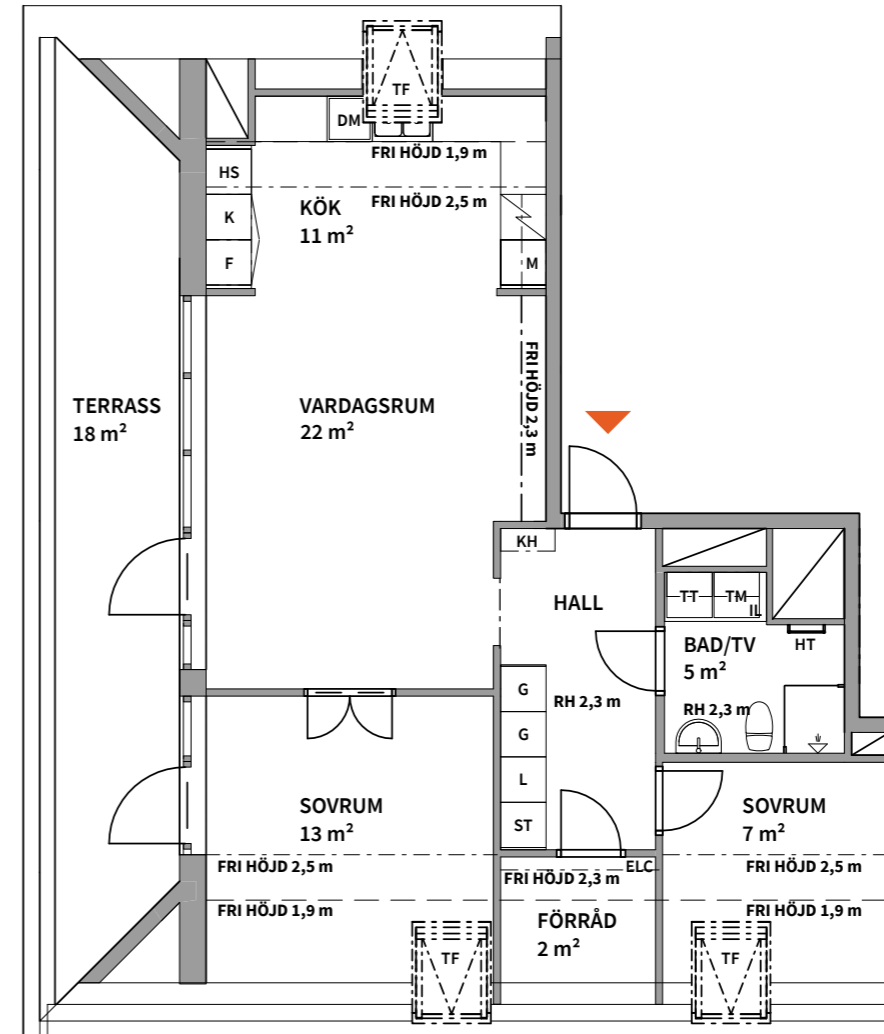 TF
DM
FRI HÖJD 1,9 m
HS
K
F
KÖK
11 m²
FRI HÖJD 2,5 m
M
FRI HÖJD 2,3 m
TERRASS
18 m²
VARDAGSRUM
22 m²
KH
HALL
TT
TM
IL
BAD/TV
5 m²
HT
RH 2,3 m
RH 2,3 m
G
G
L
ST
SOVRUM
13 m²
SOVRUM
7 m²
FRI HÖJD 2,5 m
ELC
FRI HÖJD 2,5 m
FRI HÖJD 2,3 m
FRI HÖJD 1,9 m
FÖRRÅD
2 m²
FRI HÖJD 1,9 m
TF
TF